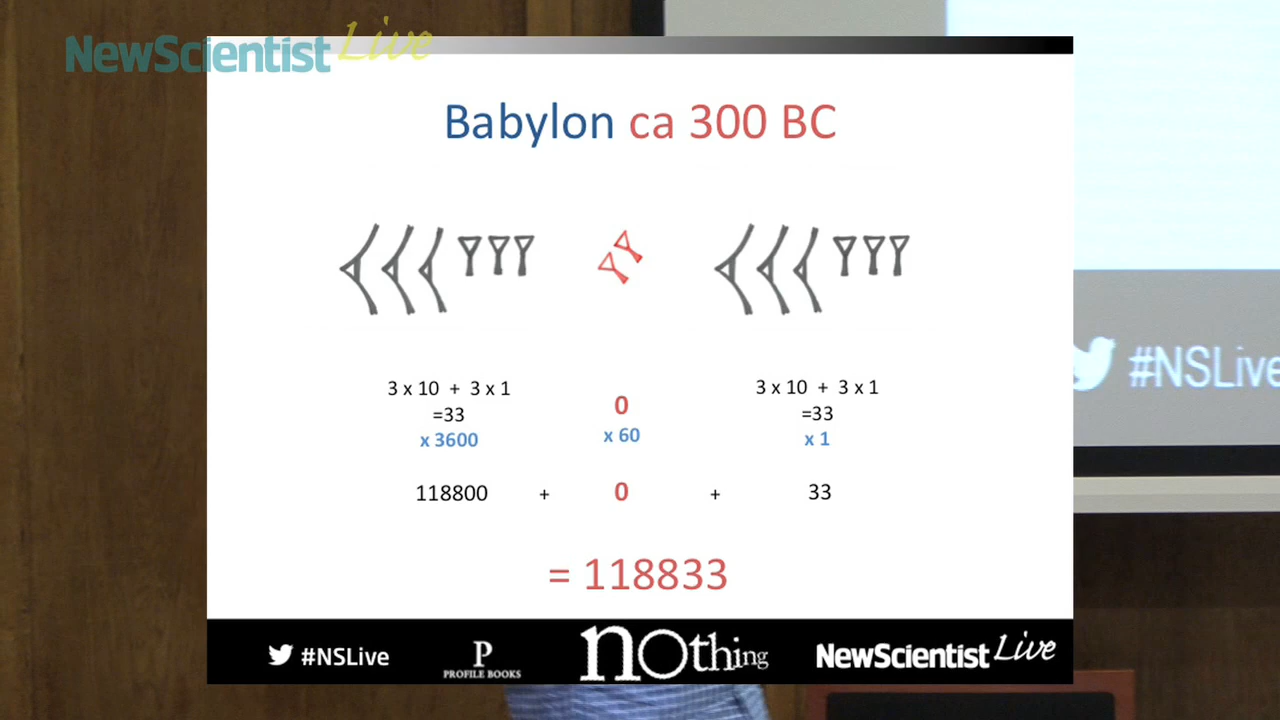 NewScientist Live
Babylon ca 300 BC
3 x 10 + 3 x 1
=33
x 3600
0
x 60
3 x 10 + 3 x 1
=33
x 1
118800 + 0 + 33
= 118833
#NSLive
P
PROFILE BOOKS
nothing
NewScientist Live
#NSLive